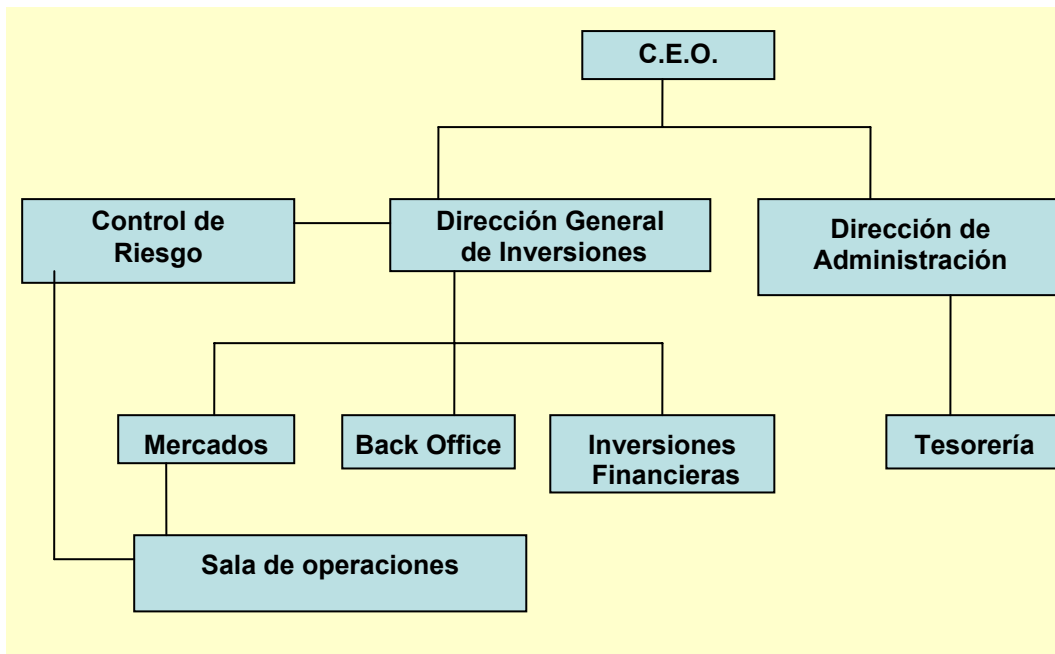 C.E.O.
Control de
Riesgo
Dirección General
de Inversiones
Dirección de
Administración
Mercados
Back Office
Inversiones
Financieras
Tesorería
Sala de operaciones